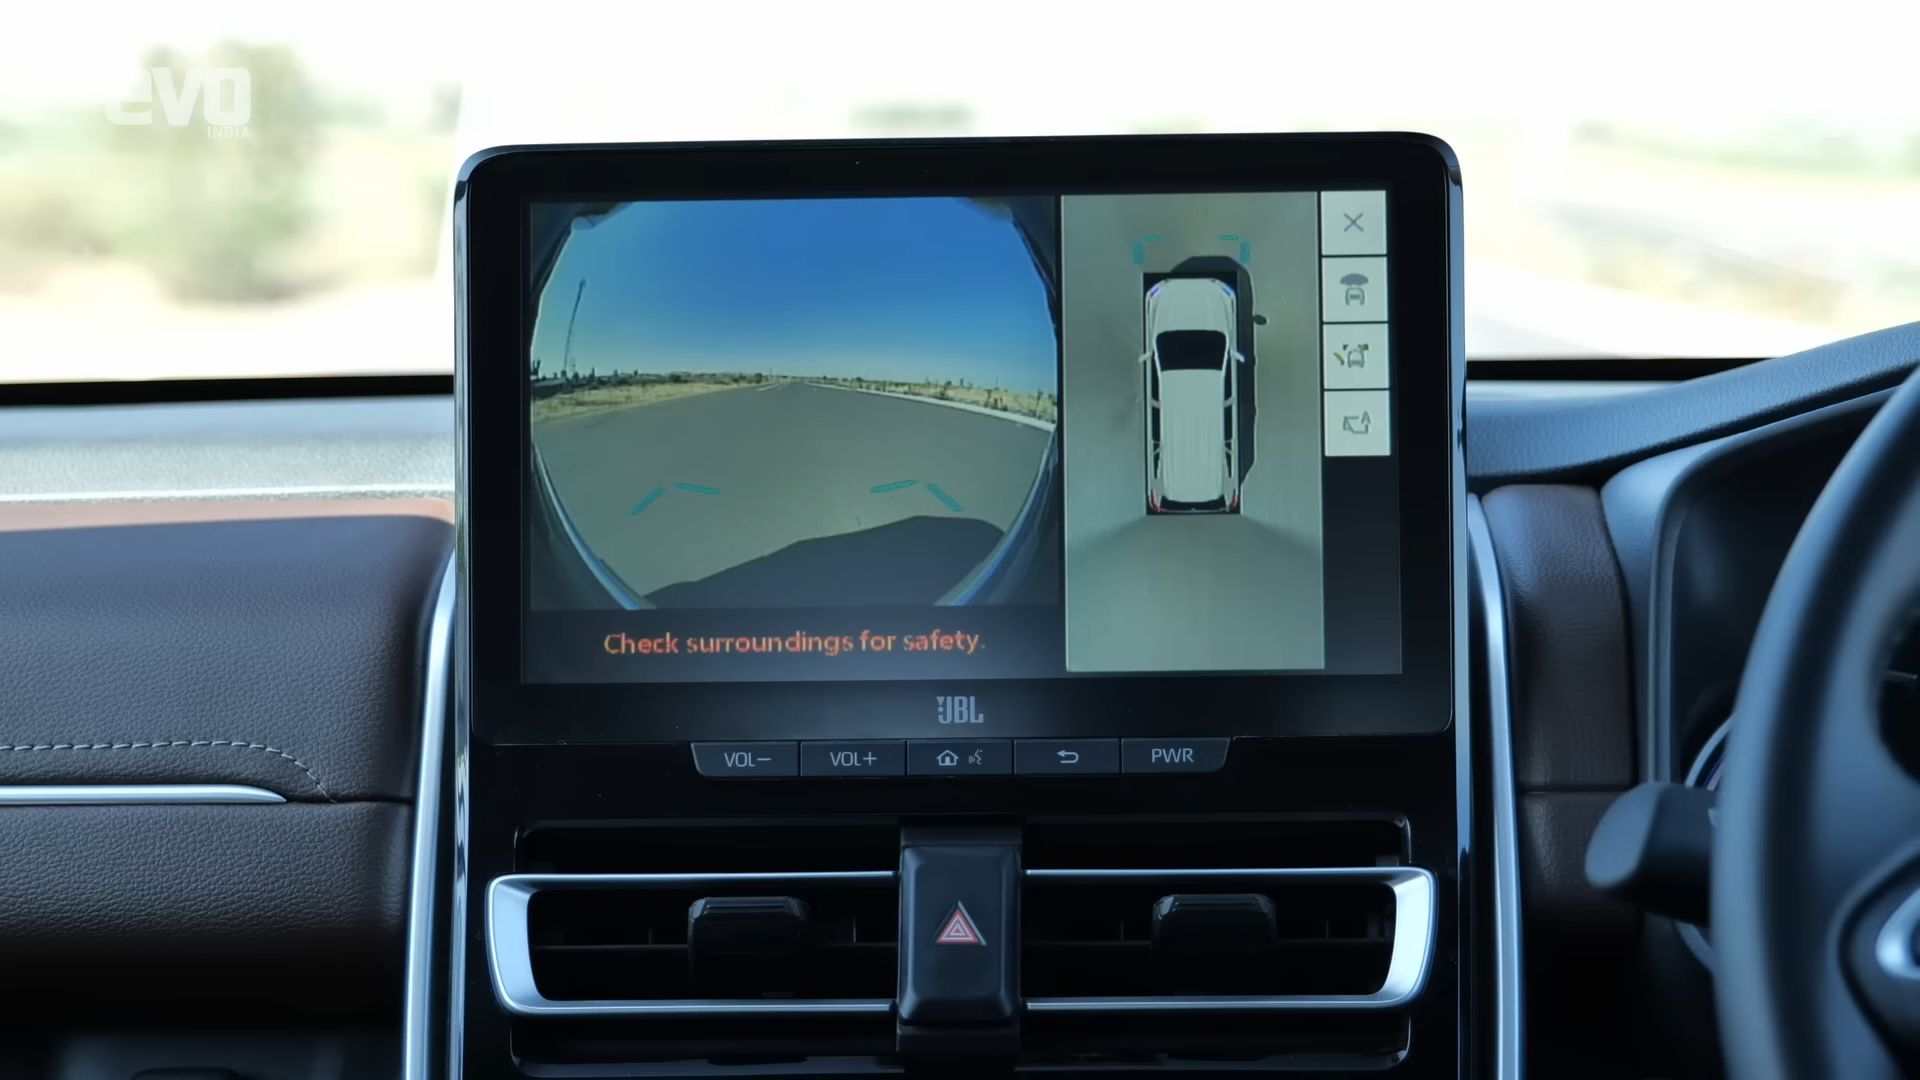 evo
INDIA
Check surroundings for safety.
JBL
VOL− VOL+ PWR